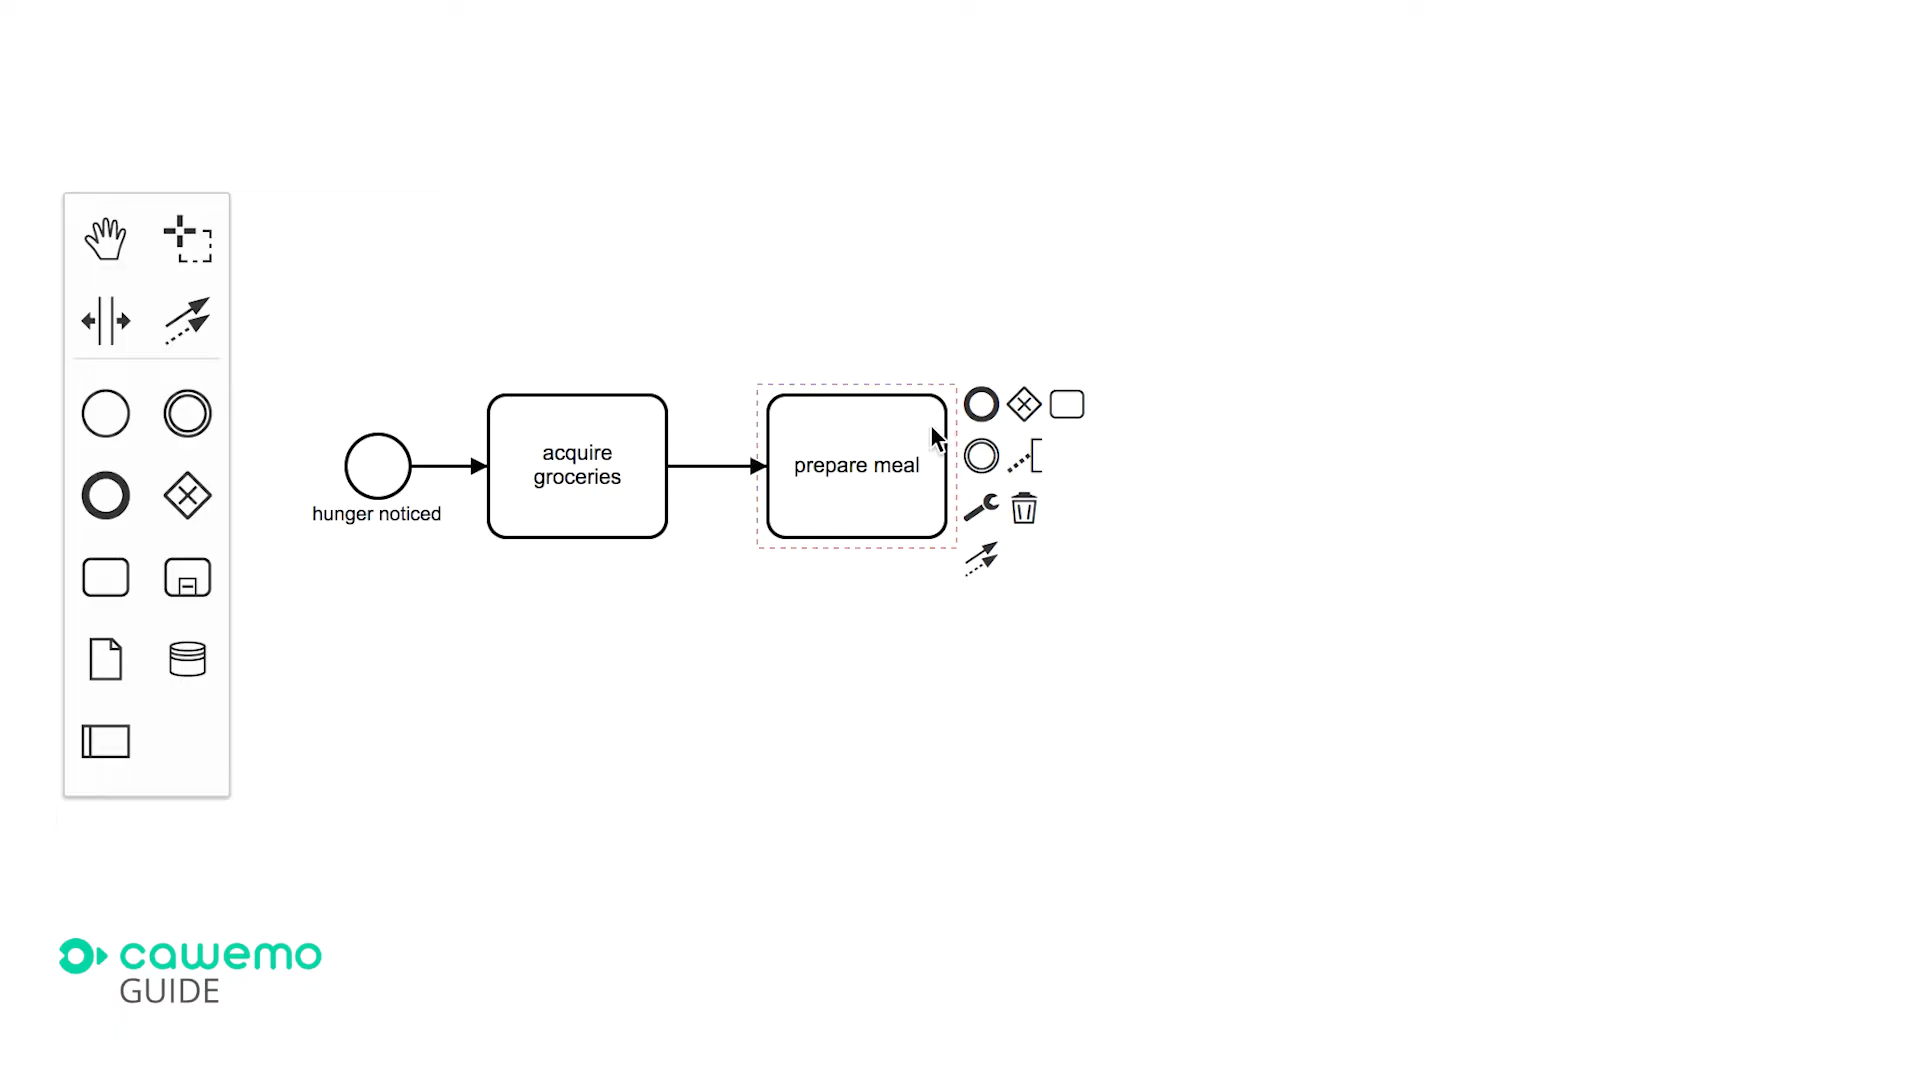 acquire
groceries
prepare meal
hunger noticed
cawemo
GUIDE